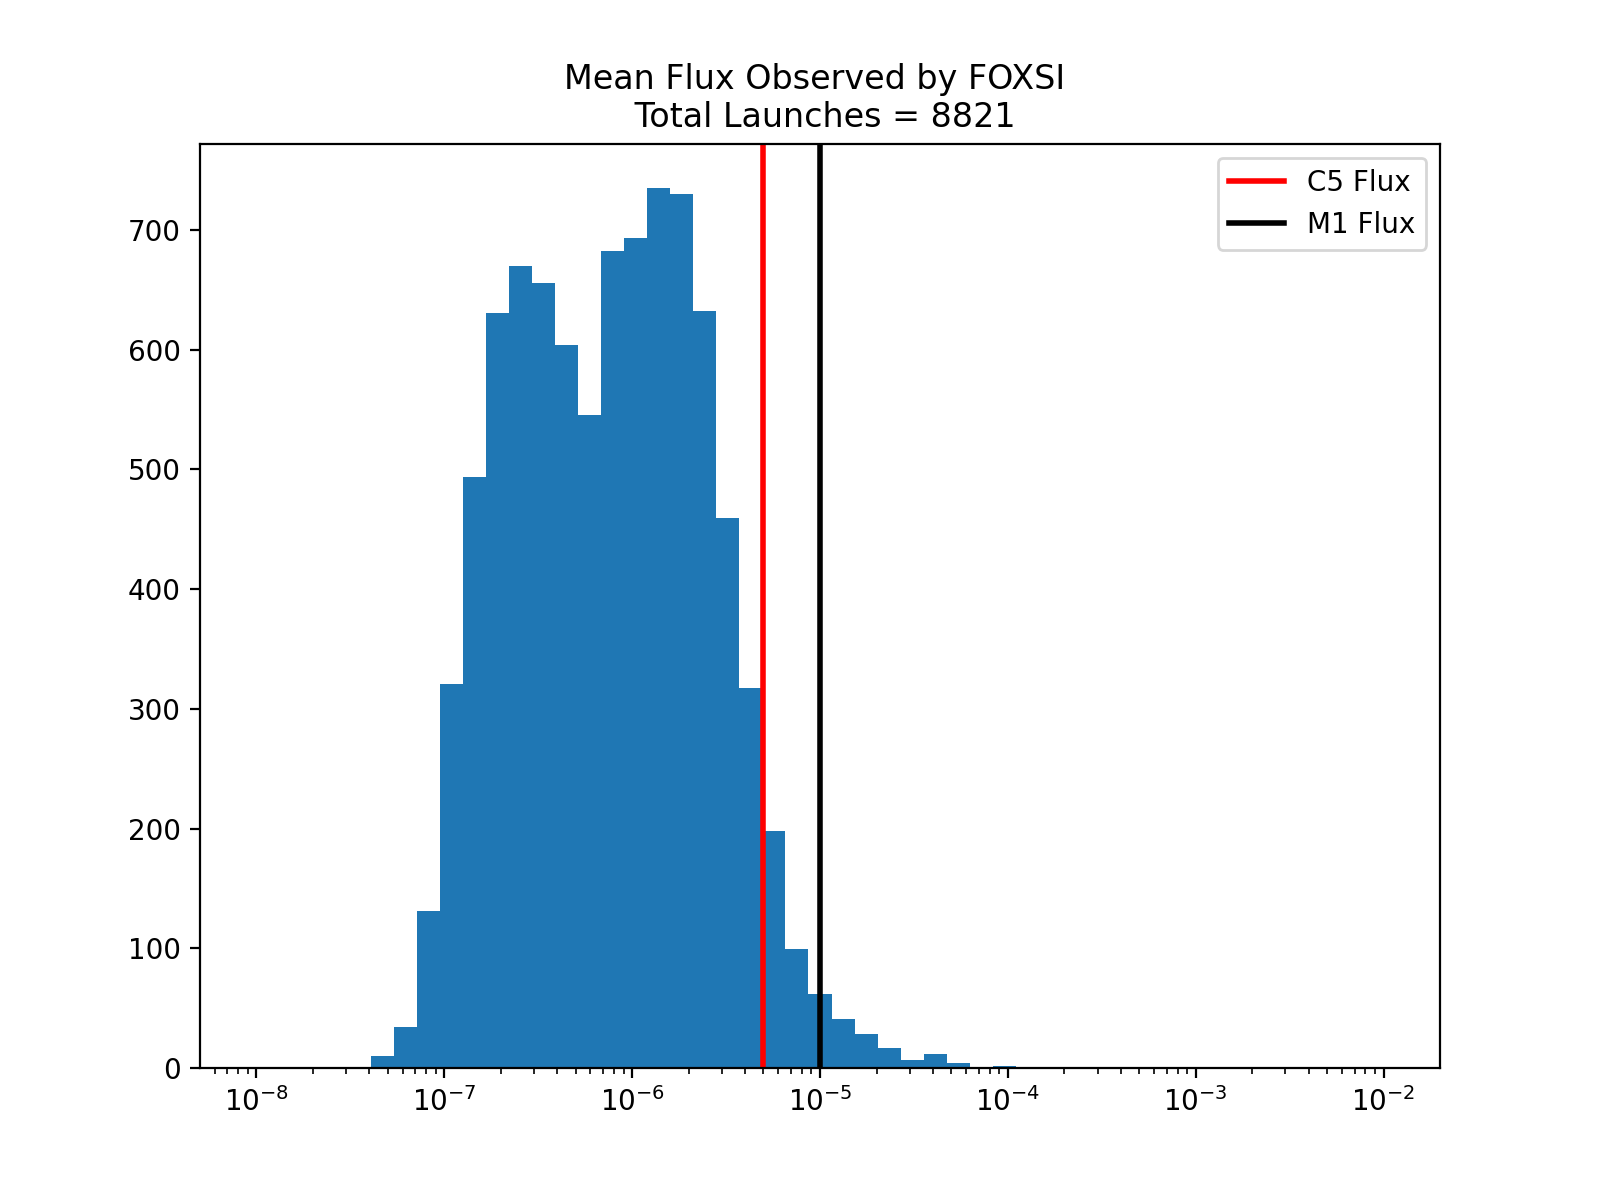 Mean Flux Observed by FOXSI
Total Launches = 8821
C5 Flux
M1 Flux
700
600
500
400
300
200
100
0
10⁻⁸ 10⁻⁷ 10⁻⁶ 10⁻⁵ 10⁻⁴ 10⁻³ 10⁻²